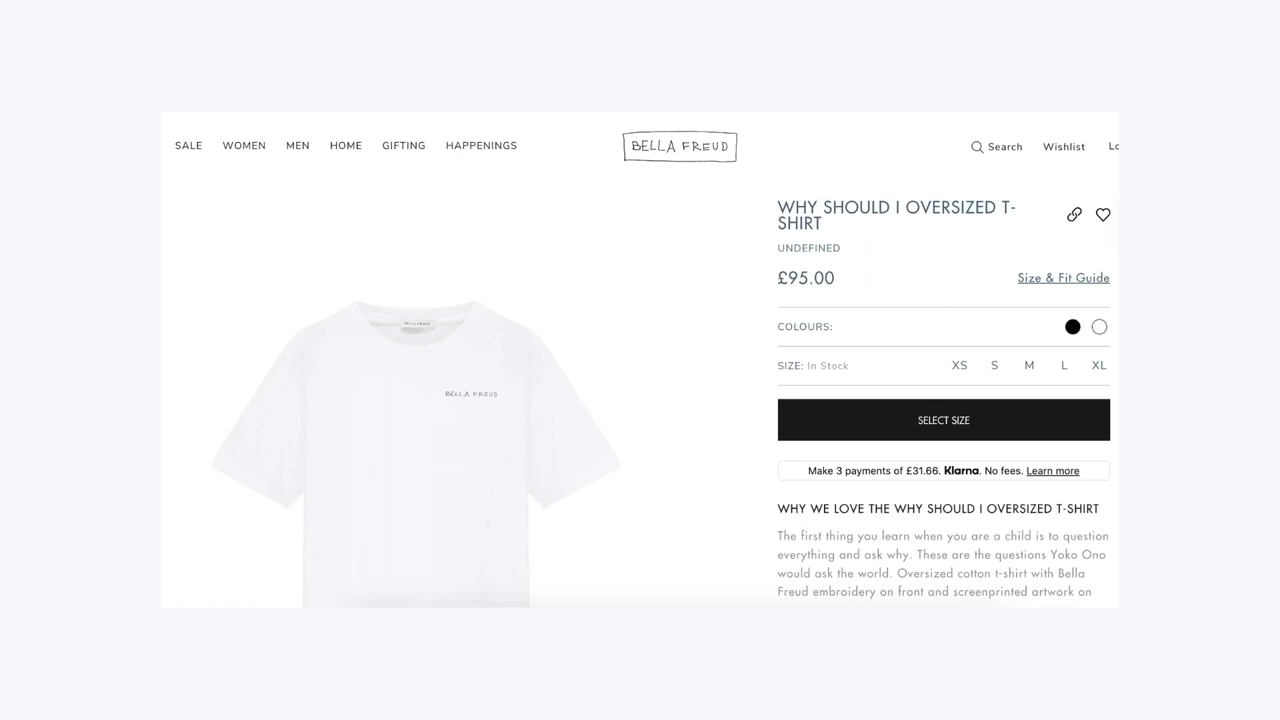 SALE WOMEN MEN HOME GIFTING HAPPENINGS BELLA FREUD Search Wishlist Lo
WHY SHOULD I OVERSIZED T-
SHIRT
UNDEFINED
£95.00 Size & Fit Guide
COLOURS:
SIZE: In Stock XS S M L XL
SELECT SIZE
Make 3 payments of £31.66. Klarna. No fees. Learn more
WHY WE LOVE THE WHY SHOULD I OVERSIZED T-SHIRT
The first thing you learn when you are a child is to question
everything and ask why. These are the questions Yoko Ono
would ask the world. Oversized cotton t-shirt with Bella
Freud embroidery on front and screenprinted artwork on
BELLA FREUD
BELLA FREUD